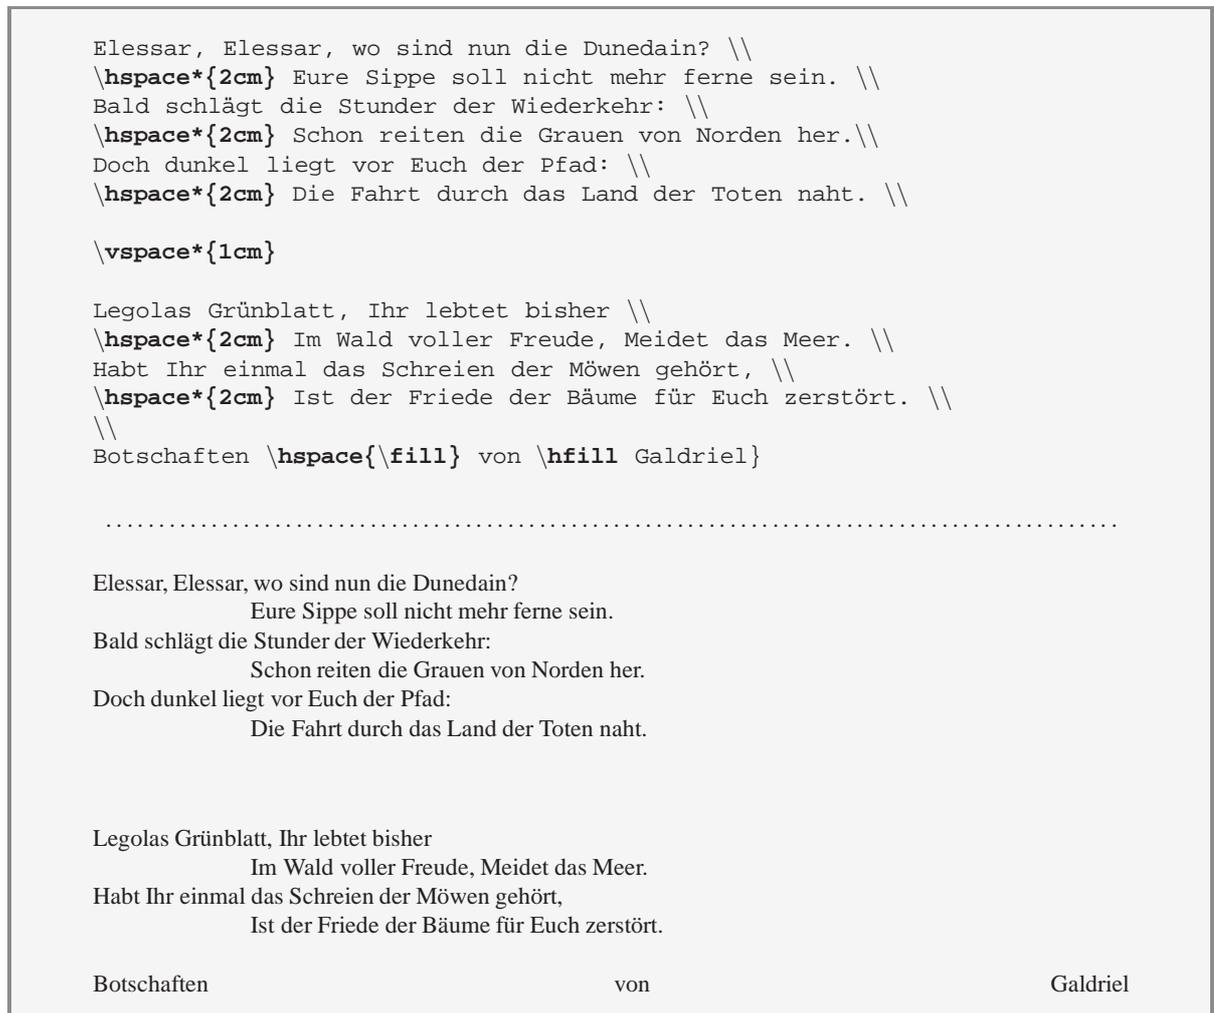 Elessar, Elessar, wo sind nun die Dunedain? \\
\hspace*{2cm} Eure Sippe soll nicht mehr ferne sein. \\
Bald schlägt die Stunder der Wiederkehr: \\
\hspace*{2cm} Schon reiten die Grauen von Norden her.\\
Doch dunkel liegt vor Euch der Pfad: \\
\hspace*{2cm} Die Fahrt durch das Land der Toten naht. \\
\vspace*{1cm}
Legolas Grünblatt, Ihr lebtet bisher \\
\hspace*{2cm} Im Wald voller Freude, Meidet das Meer. \\
Habt Ihr einmal das Schreien der Möwen gehört, \\
\hspace*{2cm} Ist der Friede der Bäume für Euch zerstört. \\
\\
Botschaften \hspace{\fill} von \hfill Galdriel}
Elessar, Elessar, wo sind nun die Dunedain?
Eure Sippe soll nicht mehr ferne sein.
Bald schlägt die Stunder der Wiederkehr:
Schon reiten die Grauen von Norden her.
Doch dunkel liegt vor Euch der Pfad:
Die Fahrt durch das Land der Toten naht.
Legolas Grünblatt, Ihr lebtet bisher
Im Wald voller Freude, Meidet das Meer.
Habt Ihr einmal das Schreien der Möwen gehört,
Ist der Friede der Bäume für Euch zerstört.
Botschaften von Galdriel